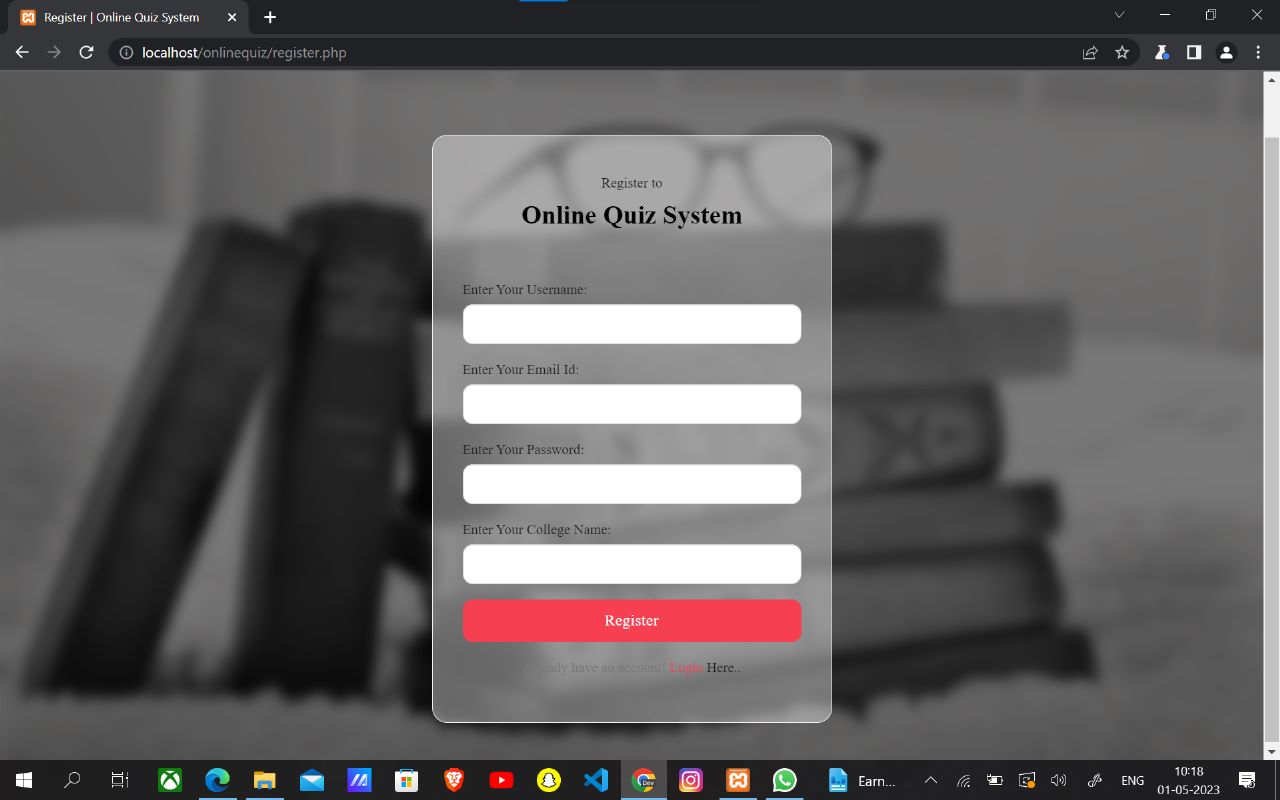 Register | Online Quiz System
localhost/onlinequiz/register.php
Register to
Online Quiz System
Enter Your Username:
Enter Your Email Id:
Enter Your Password:
Enter Your College Name:
Register
have an account! Login Here..
Earn...
ENG
10:18
01-05-2023